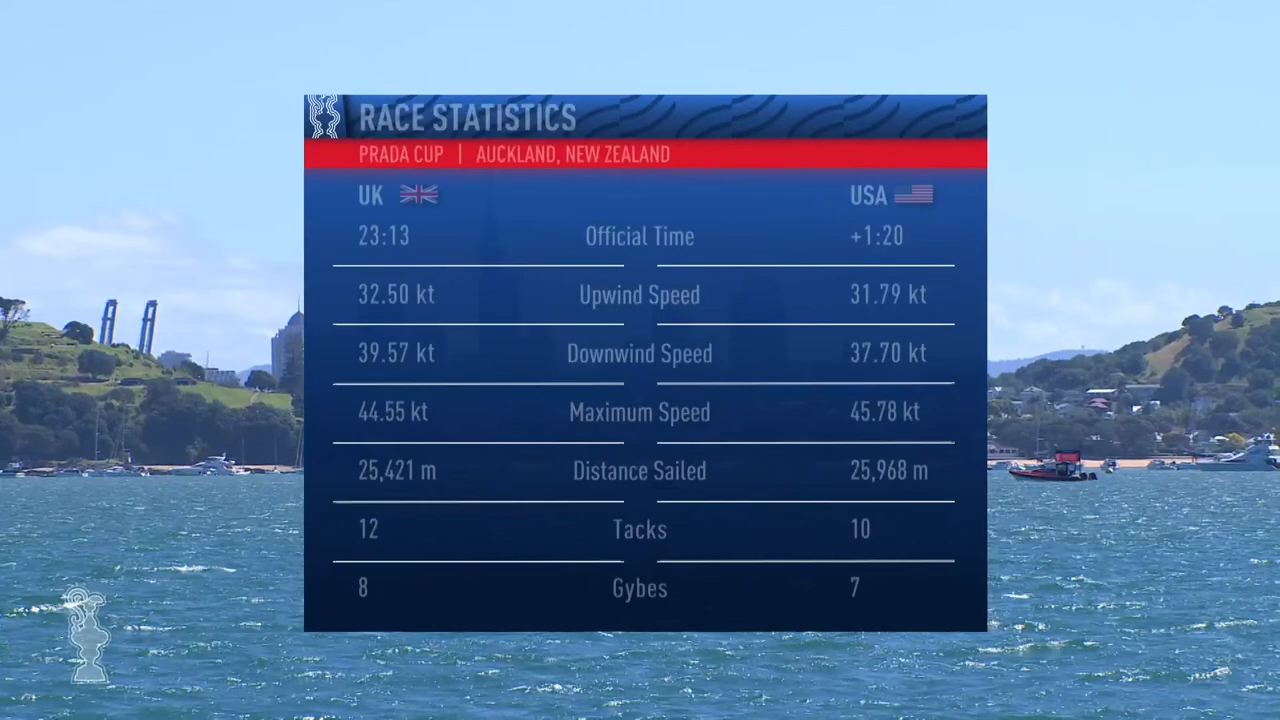 RACE STATISTICS
PRADA CUP | AUCKLAND, NEW ZEALAND
UK USA
23:13 Official Time +1:20
32.50 kt Upwind Speed 31.79 kt
39.57 kt Downwind Speed 37.70 kt
44.55 kt Maximum Speed 45.78 kt
25,421 m Distance Sailed 25,968 m
12 Tacks 10
8 Gybes 7